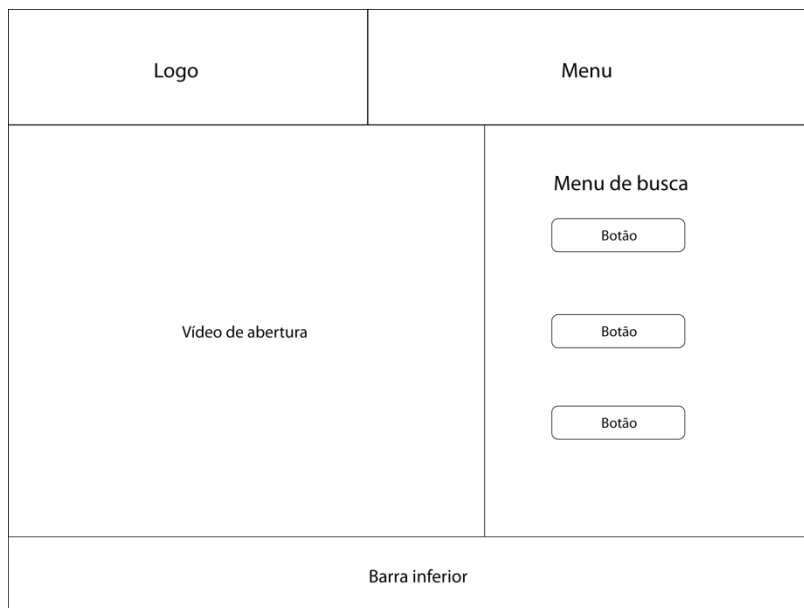 Logo
Menu
Menu de busca
Botão
Vídeo de abertura
Botão
Botão
Barra inferior